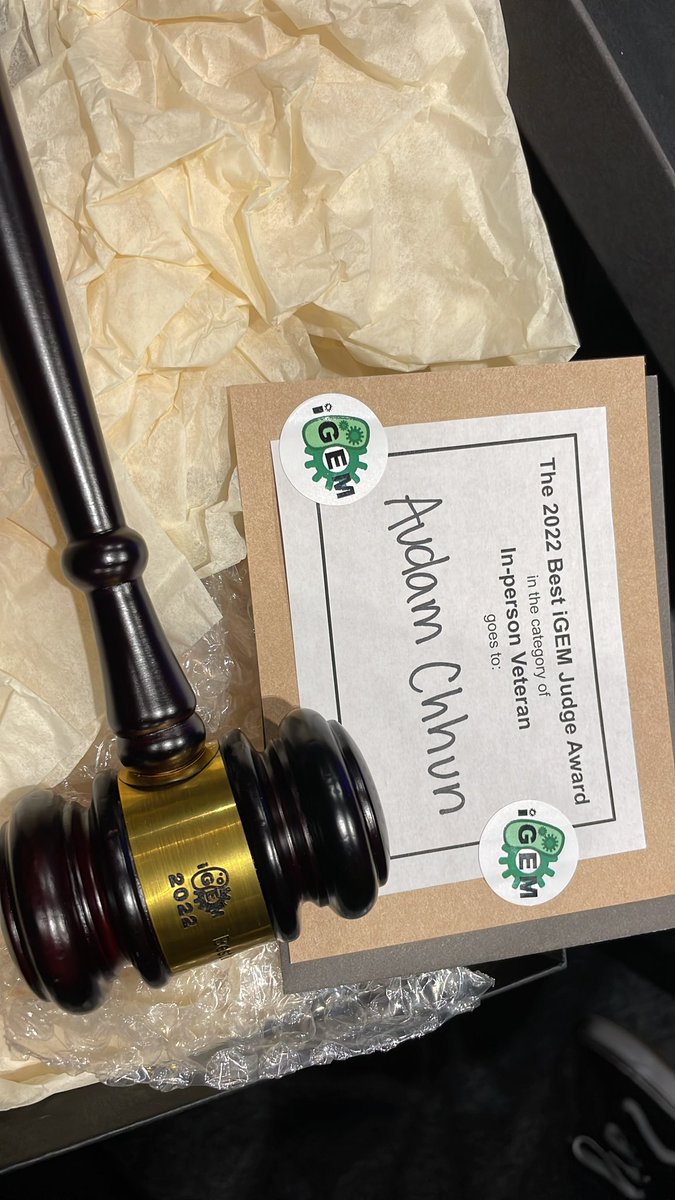 The 2022 Best iGEM Judge Award
in the category of
In-person Veteran
goes to:
Audam Chhun
iGEM
iGEM
iGEM
2022